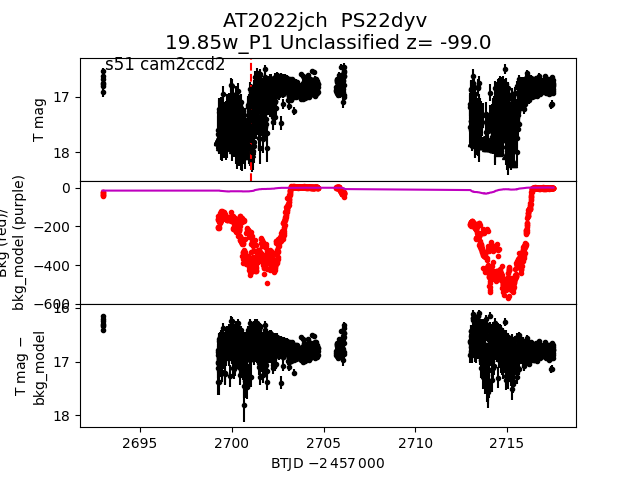 AT2022jch  PS22dyv
19.85w_P1 Unclassified z= -99.0
s51 cam2ccd2
T mag
17
18
Bkg (red)/
bkg_model (purple)
0
−200
−400
−600
T mag −
bkg_model
16
17
18
2695
2700
2705
2710
2715
BTJD −2 457 000